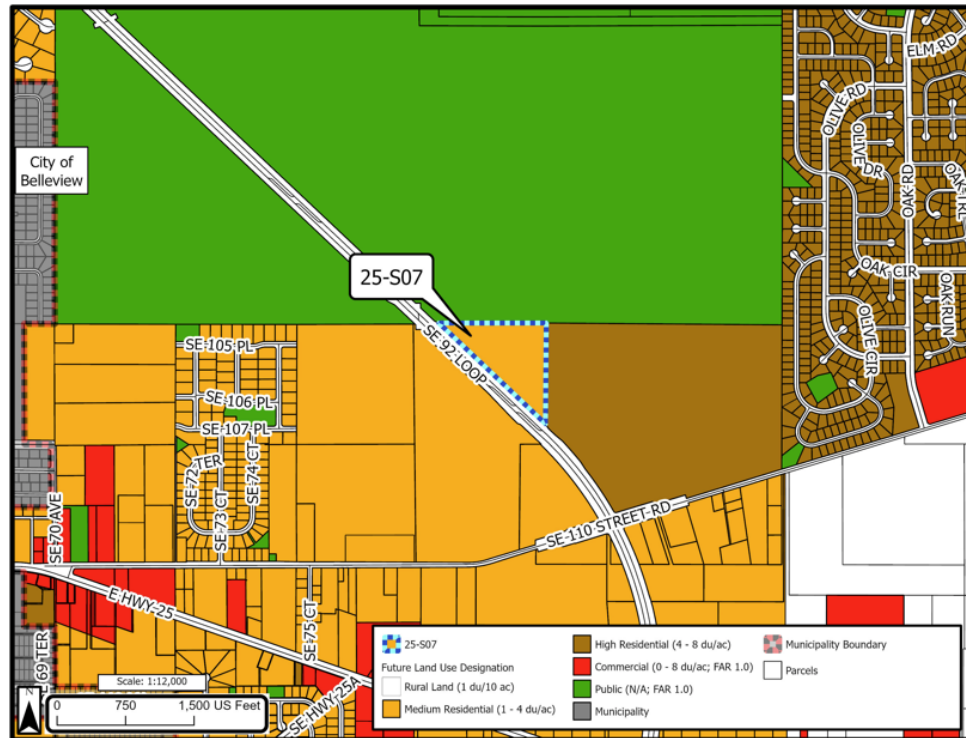 ELM RD
OLIVE RD
OLIVE DR
OAK RD
OAK TRL
City of
Belleview
25-S07
OAK CIR
OAK RUN
OLIVE CIR
SE 92 LOOP
SE 105 PL
SE 106 PL
SE 107 PL
SE 72 TER
SE 74 CT
SE 73 CT
SE 70 AVE
SE 110 STREET RD
E HWY 25
SE 75 CT
E 69 TER
SE HWY 25A
Scale: 1:12,000
0 750 1,500 US Feet
25-S07
Future Land Use Designation
Rural Land (1 du/10 ac)
Medium Residential (1 - 4 du/ac)
High Residential (4 - 8 du/ac)
Commercial (0 - 8 du/ac; FAR 1.0)
Public (N/A; FAR 1.0)
Municipality
Municipality Boundary
Parcels